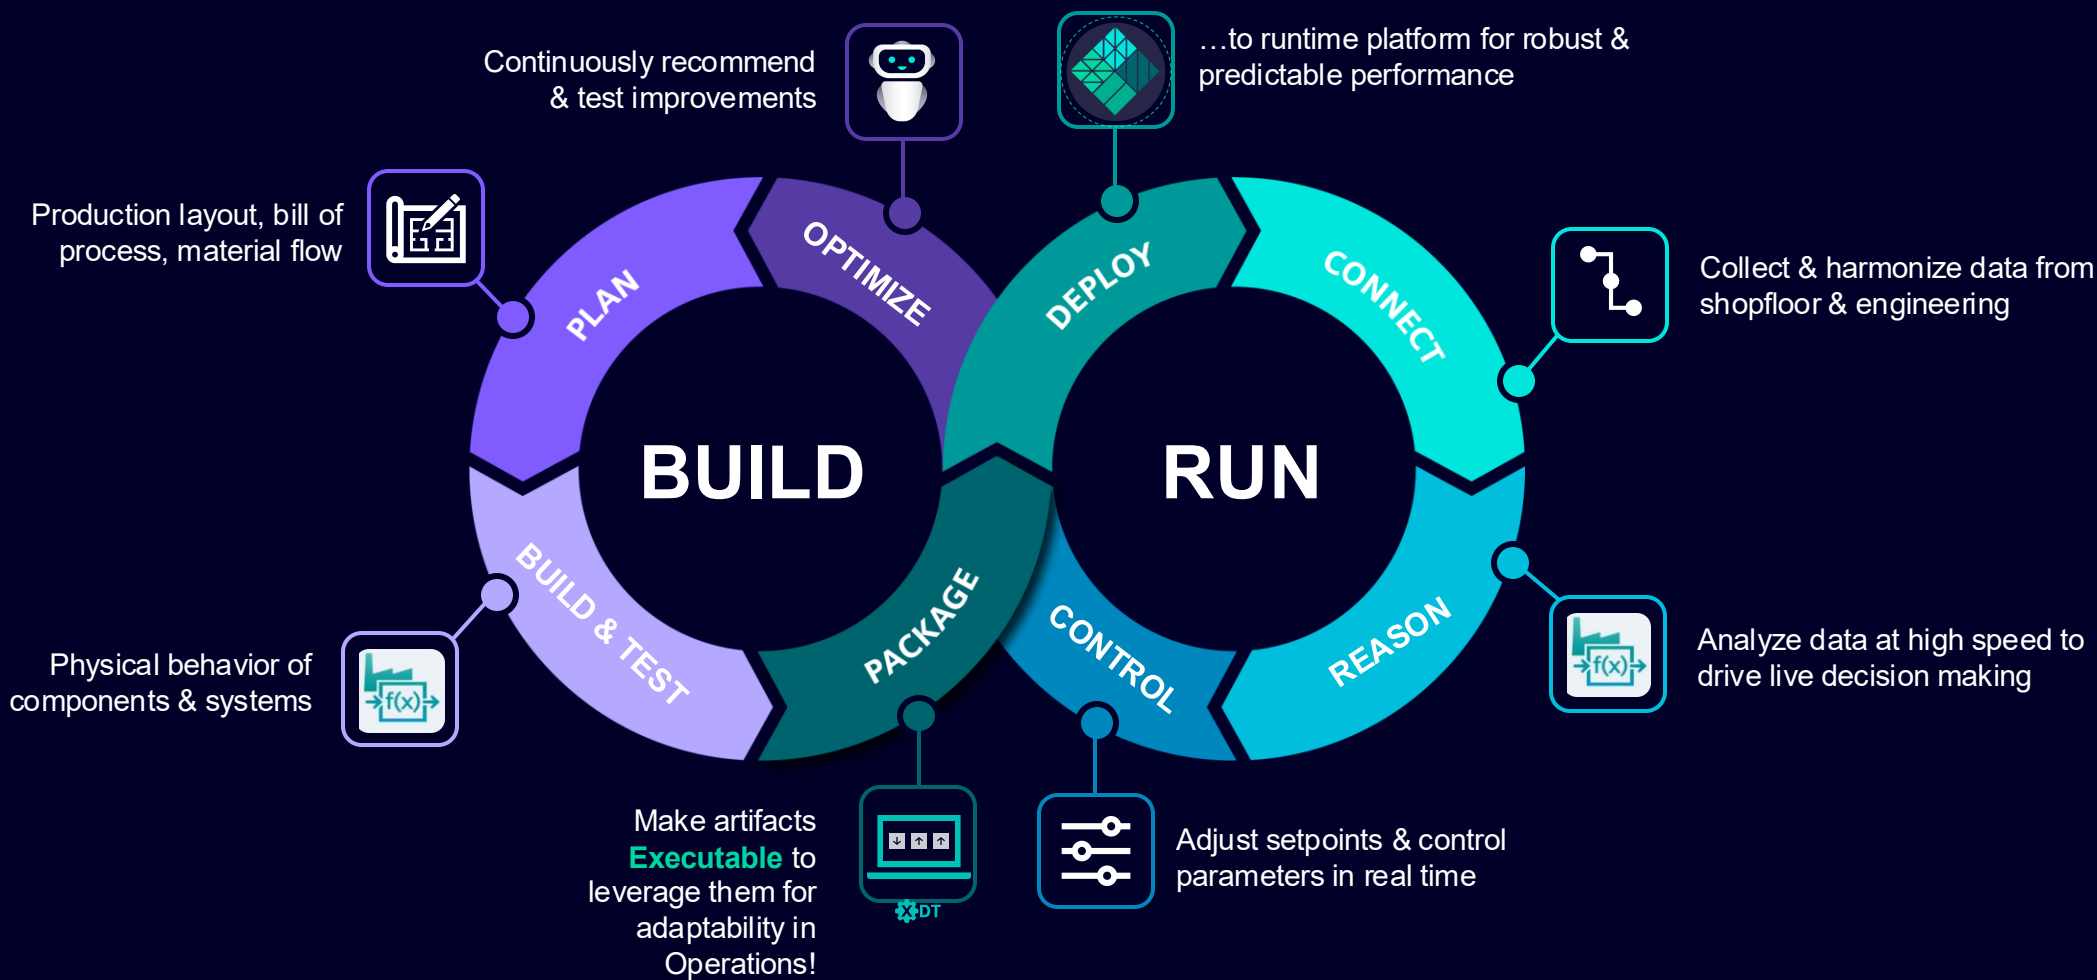 Continuously recommend
& test improvements
…to runtime platform for robust &
predictable performance
Production layout, bill of
process, material flow
PLAN
OPTIMIZE
DEPLOY
CONNECT
Collect & harmonize data from
shopfloor & engineering
BUILD
RUN
Physical behavior of
components & systems
f(x)
BUILD & TEST
PACKAGE
CONTROL
REASON
f(x)
Analyze data at high speed to
drive live decision making
Make artifacts
Executable to
leverage them for
adaptability in
Operations!
XDT
Adjust setpoints & control
parameters in real time